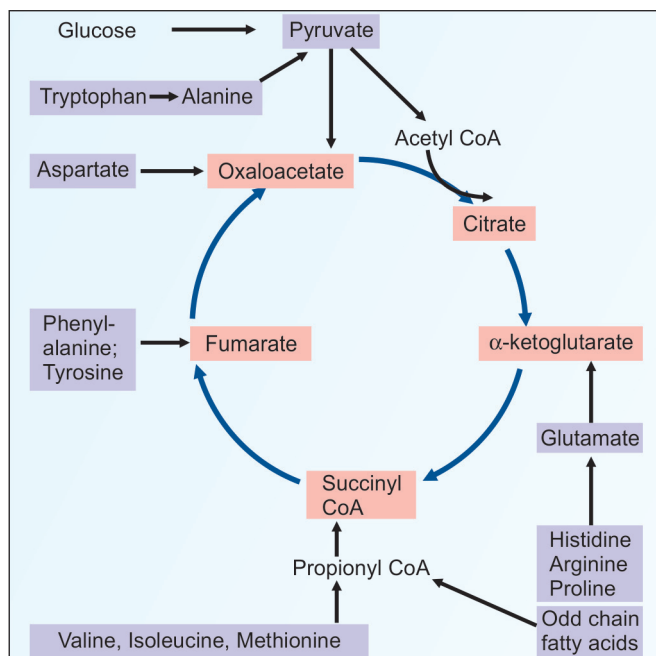 Glucose
Pyruvate
Tryptophan
Alanine
Acetyl CoA
Aspartate
Oxaloacetate
Citrate
Phenyl-
alanine;
Tyrosine
Fumarate
α-ketoglutarate
Glutamate
Succinyl
CoA
Histidine
Arginine
Proline
Propionyl CoA
Odd chain
fatty acids
Valine, Isoleucine, Methionine